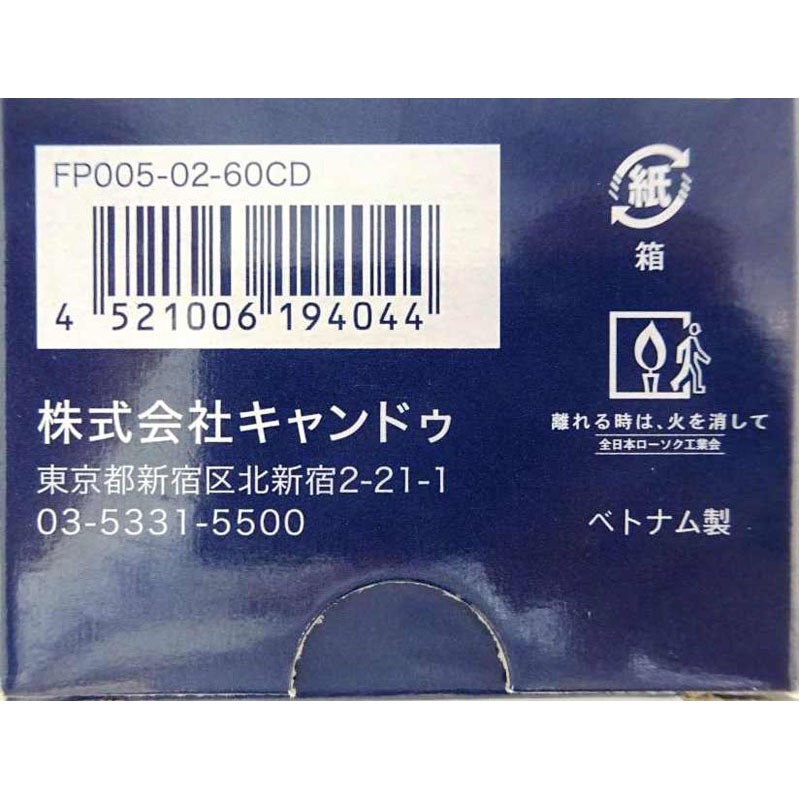 FP005-02-60CD
4 521006 194044
株式会社キャンドゥ
東京都新宿区北新宿2-21-1
03-5331-5500
紙
箱
離れる時は、火を消して
全日本ローソク工業会
ベトナム製